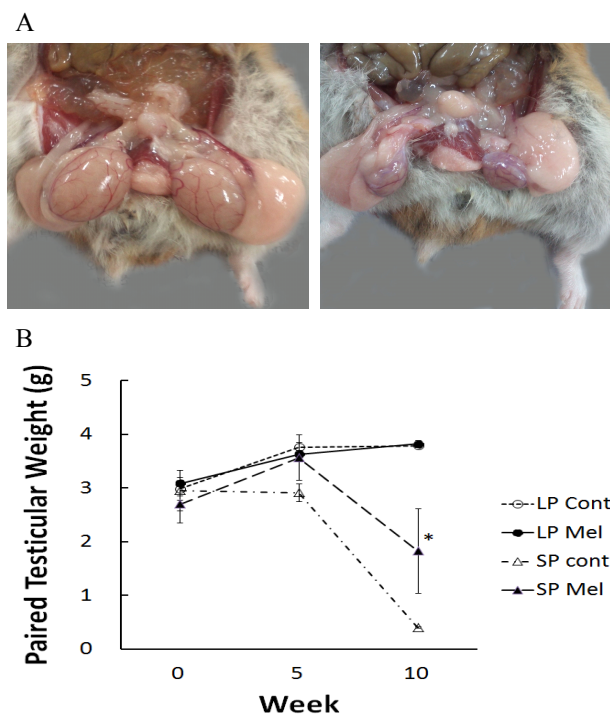 A
B
Paired Testicular Weight (g)
5
4
3
2
1
0
*
0 5 10
Week
LP Cont
LP Mel
SP cont
SP Mel